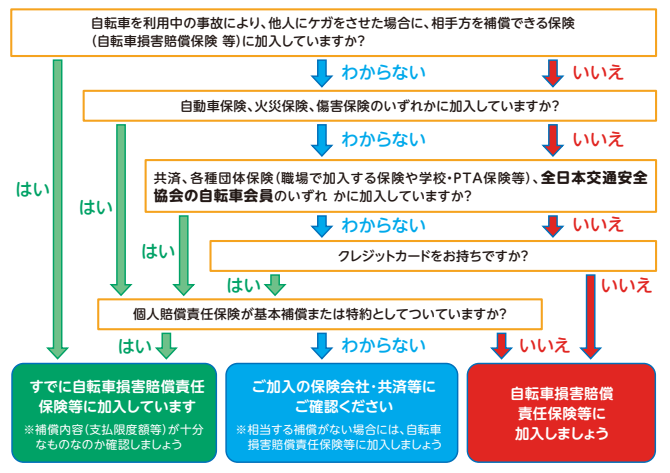 自転車を利用中の事故により、他人にケガをさせた場合に、相手方を補償できる保険
(自転車損害賠償保険 等)に加入していますか?
わからない
いいえ
自動車保険、火災保険、傷害保険のいずれかに加入していますか?
わからない
いいえ
はい
はい
共済、各種団体保険(職場で加入する保険や学校・PTA保険等)、全日本交通安全
協会の自転車会員のいずれ かに加入していますか?
わからない
いいえ
はい
クレジットカードをお持ちですか?
はい
いいえ
個人賠償責任保険が基本補償または特約としてついていますか?
はい
わからない
いいえ
すでに自転車損害賠償責任
保険等に加入しています
※補償内容(支払限度額等)が十分
なものなのか確認しましょう
ご加入の保険会社・共済等に
ご確認ください
※相当する補償がない場合には、自転車
損害賠償責任保険等に加入しましょう
自転車損害賠償
責任保険等に
加入しましょう